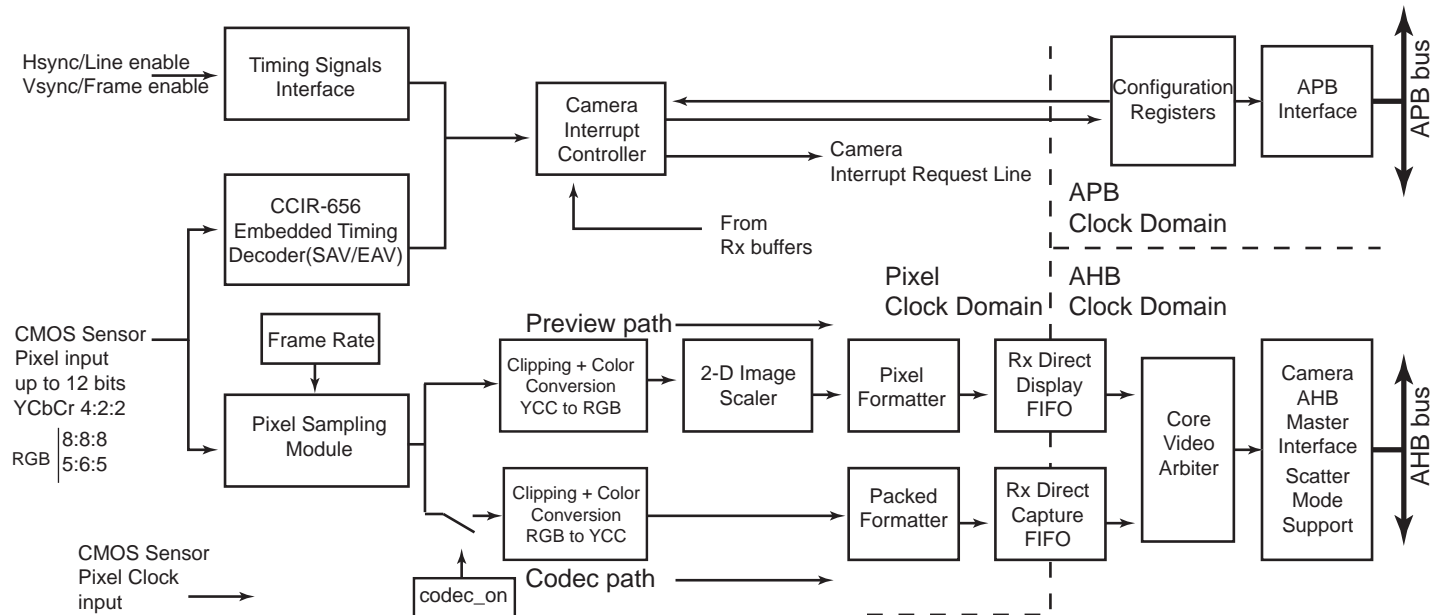 Hsync/Line enable
Vsync/Frame enable
Timing Signals
Interface
CCIR-656
Embedded Timing
Decoder(SAV/EAV)
Camera
Interrupt
Controller
Camera
Interrupt Request Line
From
Rx buffers
Configuration
Registers
APB
Interface
APB bus
APB
Clock Domain
Pixel
Clock Domain
AHB
Clock Domain
CMOS Sensor
Pixel input
up to 12 bits
YCbCr 4:2:2
RGB
8:8:8
5:6:5
Frame Rate
Pixel Sampling
Module
Preview path
Clipping + Color
Conversion
YCC to RGB
2-D Image
Scaler
Pixel
Formatter
Rx Direct
Display
FIFO
Core
Video
Arbiter
Camera
AHB
Master
Interface
Scatter
Mode
Support
AHB bus
Clipping + Color
Conversion
RGB to YCC
Packed
Formatter
Rx Direct
Capture
FIFO
Codec path
codec_on
CMOS Sensor
Pixel Clock
input